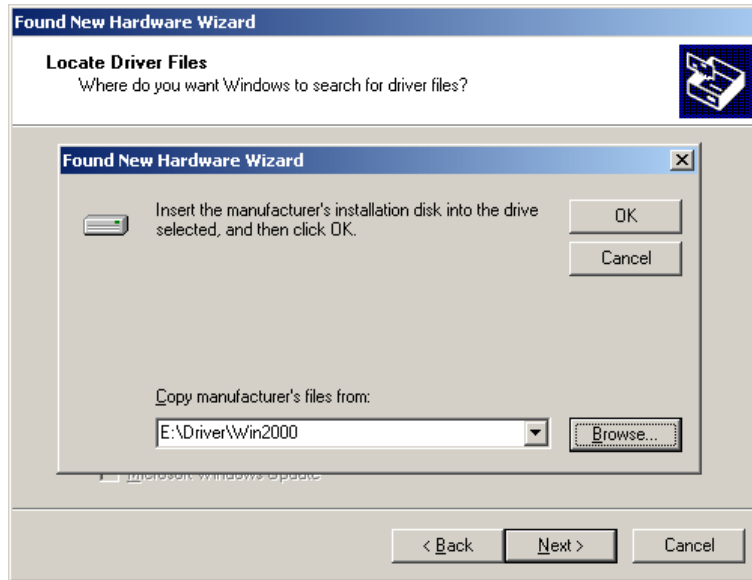 Found New Hardware Wizard
Locate Driver Files
Where do you want Windows to search for driver files?
Found New Hardware Wizard
Insert the manufacturer's installation disk into the drive
selected, and then click OK.
OK
Cancel
Copy manufacturer's files from:
E:\Driver\Win2000
Browse...
Microsoft Windows Update
< Back
Next >
Cancel